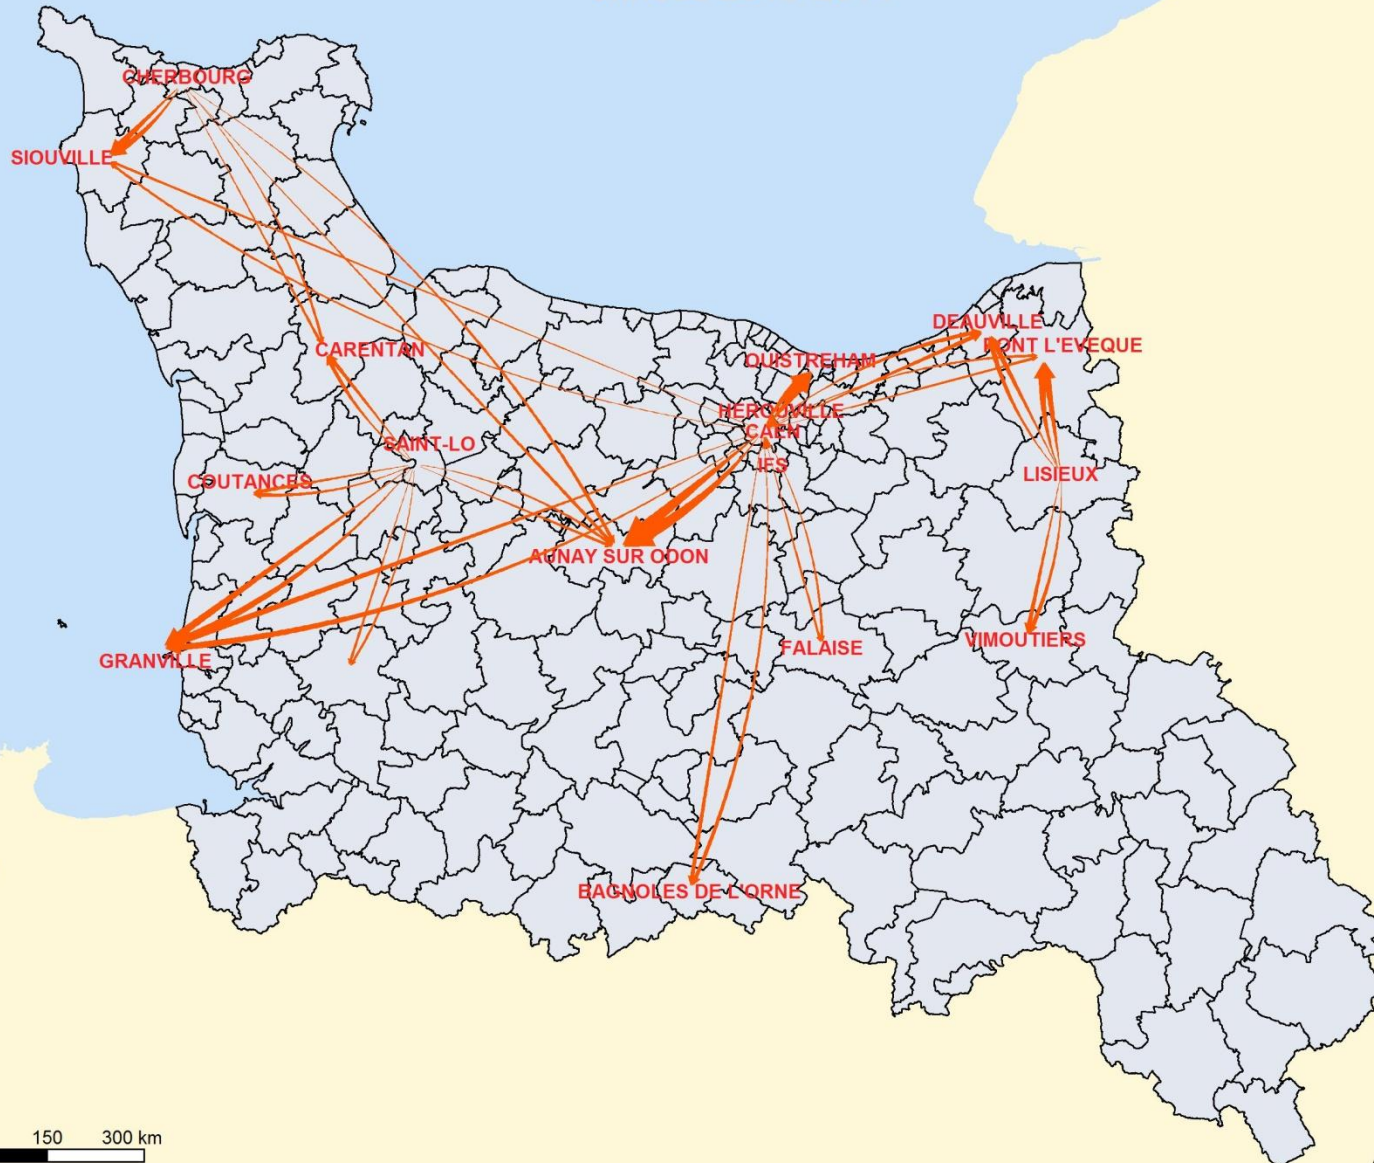 CHERBOURG
SIOUVILLE
DEAUVILLE
CARENTAN
PONT L'EVEQUE
OUISTREHAM
HEROUVILLE
CAEN
SAINT-LO
IFS
COUTANCES
LISIEUX
AUNAY SUR ODON
GRANVILLE
FALAISE
VIMOUTIERS
BAGNOLES DE L'ORNE
150 300 km